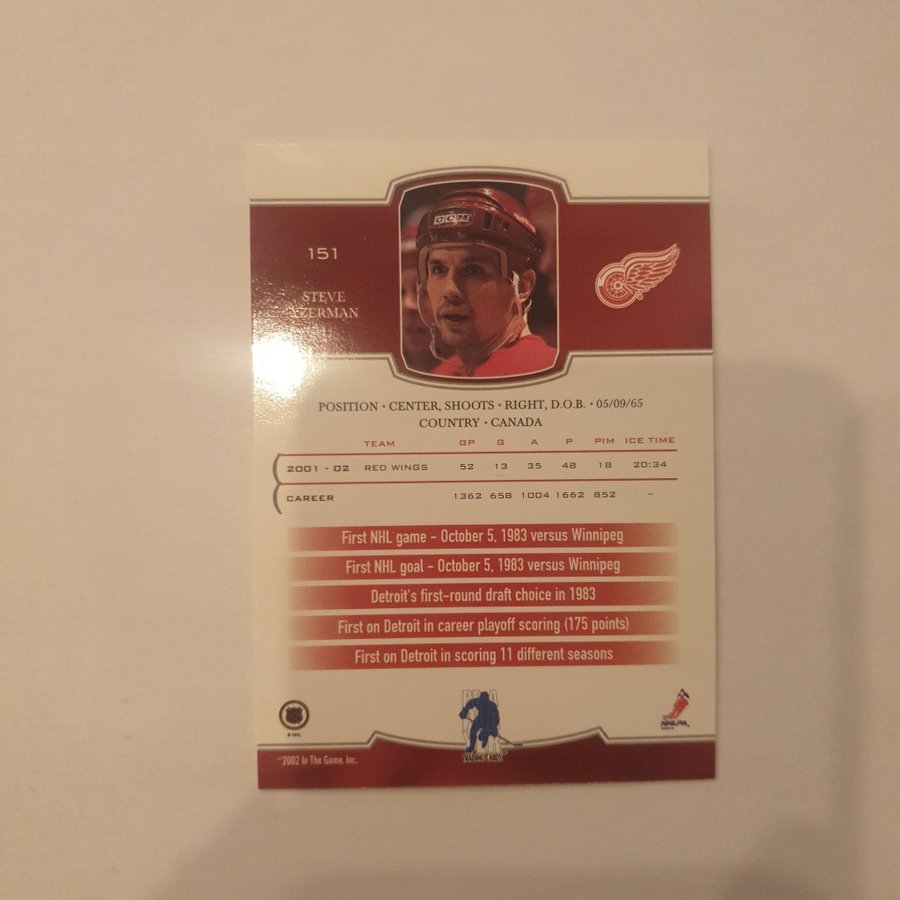 CCM
151
STEVE
YZERMAN
POSITION • CENTER, SHOOTS • RIGHT, D.O.B. • 05/09/65
COUNTRY • CANADA
TEAM GP G A P PIM ICE TIME
2001 - 02 RED WINGS 52 13 35 48 18 20:34
CAREER 1362 658 1004 1662 852 –
First NHL game – October 5, 1983 versus Winnipeg
First NHL goal – October 5, 1983 versus Winnipeg
Detroit's first-round draft choice in 1983
First on Detroit in career playoff scoring (175 points)
First on Detroit in scoring 11 different seasons
NHLPA
TRADING CARDS
©2002 In The Game, Inc.